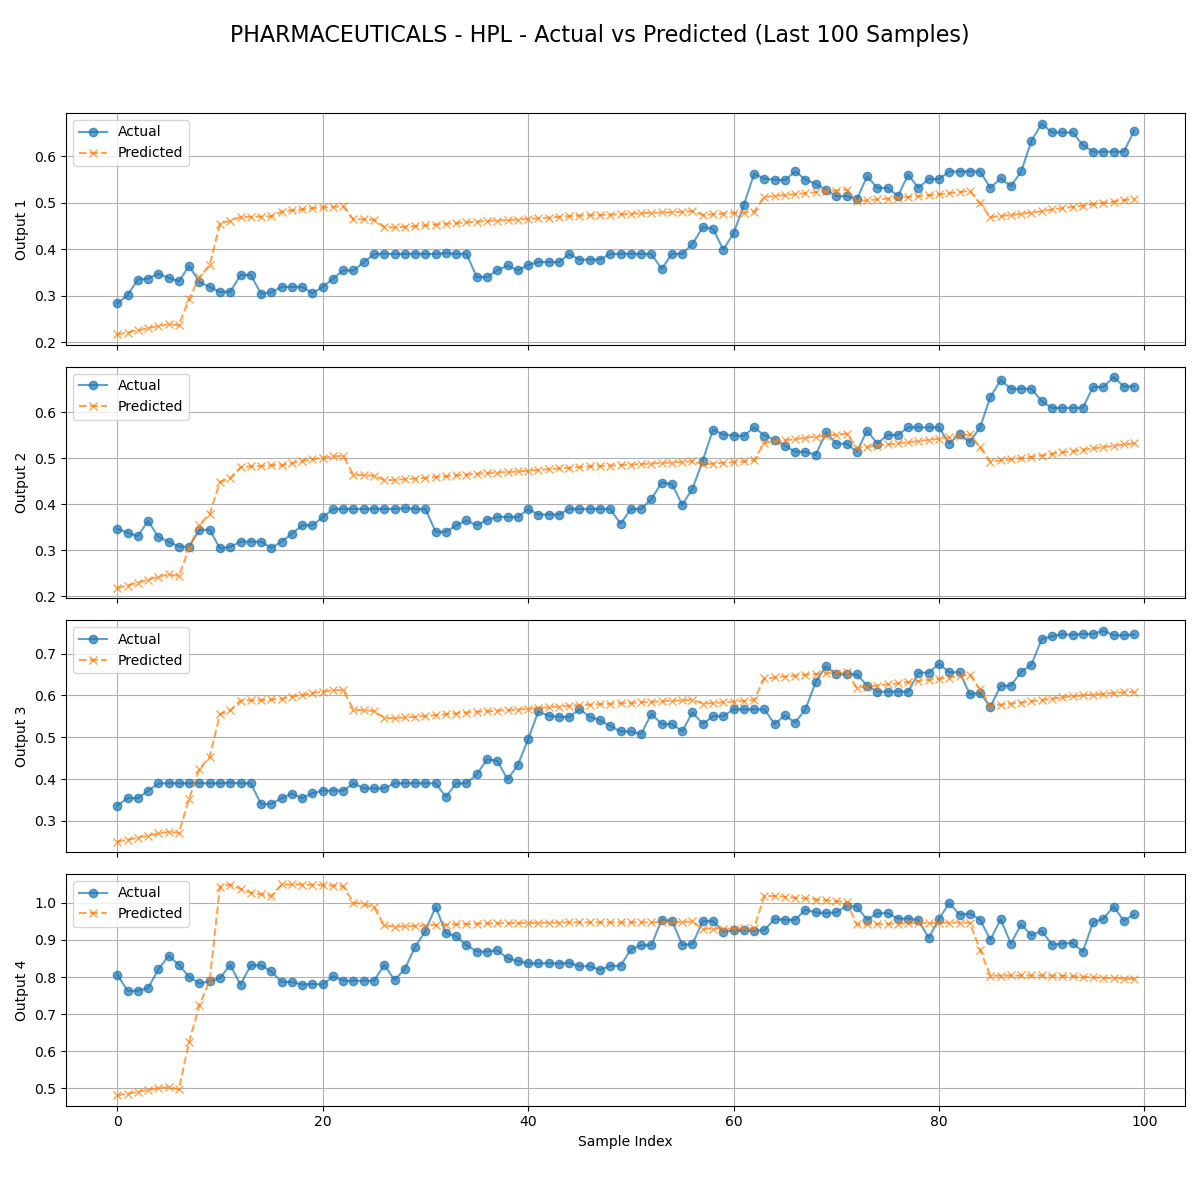 PHARMACEUTICALS - HPL - Actual vs Predicted (Last 100 Samples)
Actual
Predicted
Output 1
0.6
0.5
0.4
0.3
0.2
Actual
Predicted
Output 2
0.6
0.5
0.4
0.3
0.2
Actual
Predicted
Output 3
0.7
0.6
0.5
0.4
0.3
Actual
Predicted
Output 4
1.0
0.9
0.8
0.7
0.6
0.5
0 20 40 60 80 100
Sample Index